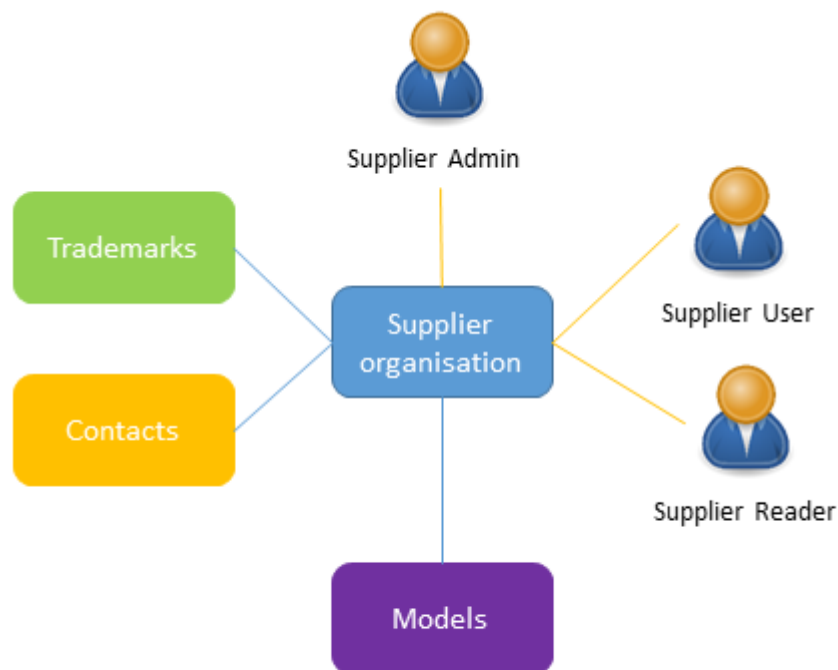 Supplier Admin
Trademarks
Supplier
organisation
Supplier User
Contacts
Supplier Reader
Models